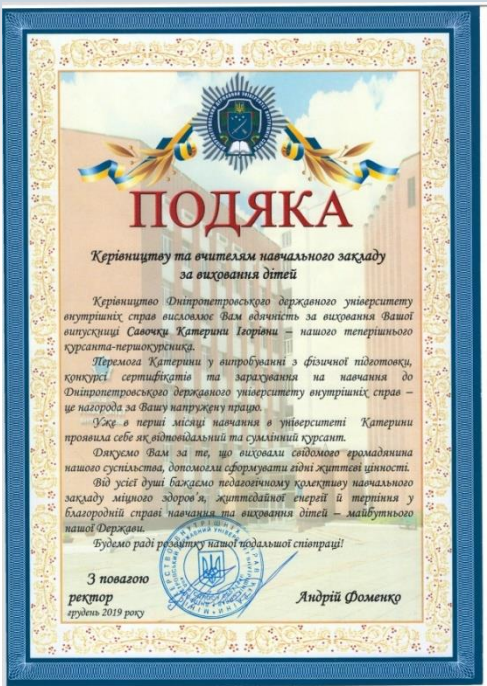 ПОДЯКА
Керівництву та вчителям навчального закладу
за виховання дітей
Керівництво Дніпропетровського державного університету
внутрішніх справ висловлює Вам вдячність за виховання Вашої
випускниці Савочки Катерини Ігорівни – нашого теперішнього
курсанта-першокурсника.
Перемога Катерини у випробуванні з фізичної підготовки,
конкурсі сертифікатів та зарахування на навчання до
Дніпропетровського державного університету внутрішніх справ –
це нагорода за Вашу напружену працю.
Уже в перші місяці навчання в університеті Катерини
проявила себе як відповідальний та сумлінний курсант.
Дякуємо Вам за те, що виховали свідомого громадянина
нашого суспільства, допомогли сформувати гідні життєві цінності.
Від усієї душі бажаємо педагогічному колективу навчального
закладу міцного здоров'я, життєдайної енергії й терпіння у
благородній справі навчання та виховання дітей – майбутнього
нашої Держави.
Будемо раді розвитку нашої подальшої співпраці!
З повагою
ректор Андрій Фоменко
грудень 2019 року